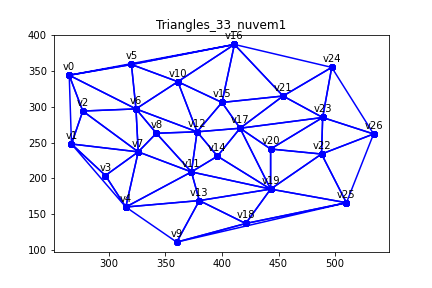 Triangles_33_nuvem1
v16
v0
v5
v24
v10
v21
v2
v6
v15
v23
v8
v12
v17
v26
v1
v7
v14
v20
v22
v3
v11
v19
v4
v13
v25
v18
v9
400
350
300
250
200
150
100
300
350
400
450
500